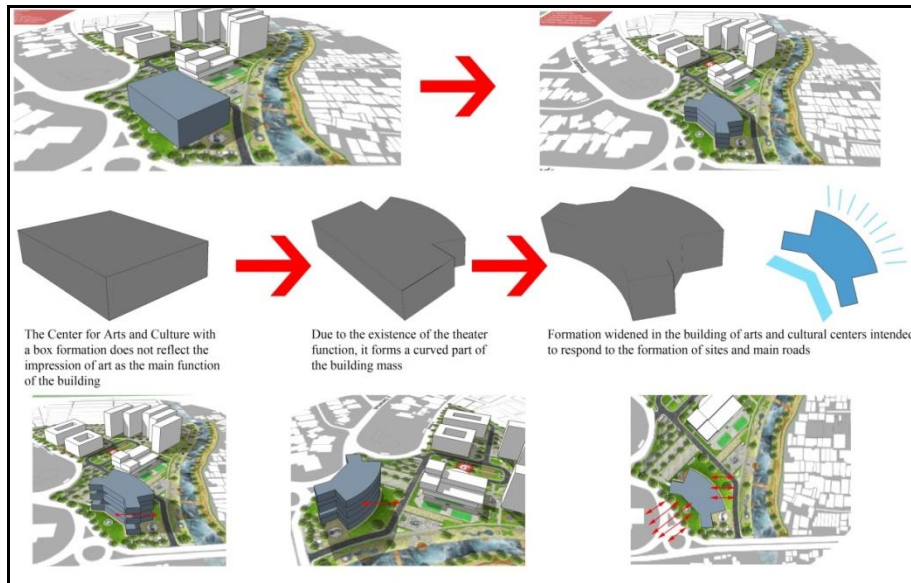 The Center for Arts and Culture with
a box formation does not reflect the
impression of art as the main function
of the building
Due to the existence of the theater
function, it forms a curved part of
the building mass
Formation widened in the building of arts and cultural centers intended
to respond to the formation of sites and main roads